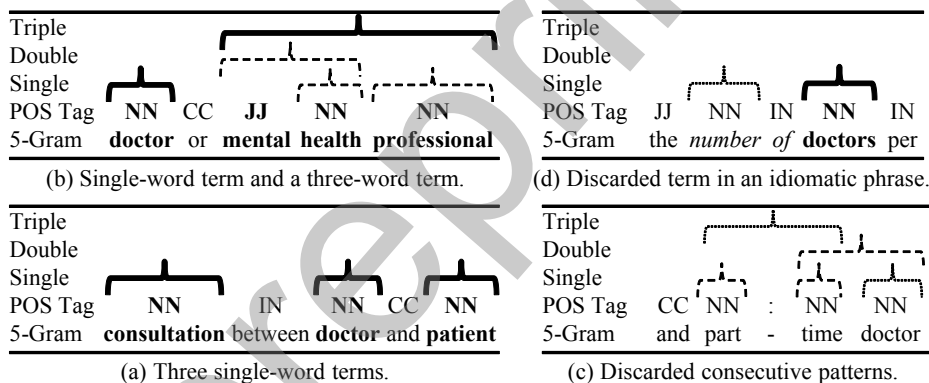 Triple
Double
Single
POS Tag NN CC JJ NN NN
5-Gram doctor or mental health professional
(b) Single-word term and a three-word term.
Triple
Double
Single
POS Tag JJ NN IN NN IN
5-Gram the number of doctors per
(d) Discarded term in an idiomatic phrase.
Triple
Double
Single
POS Tag NN IN NN CC NN
5-Gram consultation between doctor and patient
(a) Three single-word terms.
Triple
Double
Single
POS Tag CC NN : NN NN
5-Gram and part - time doctor
(c) Discarded consecutive patterns.